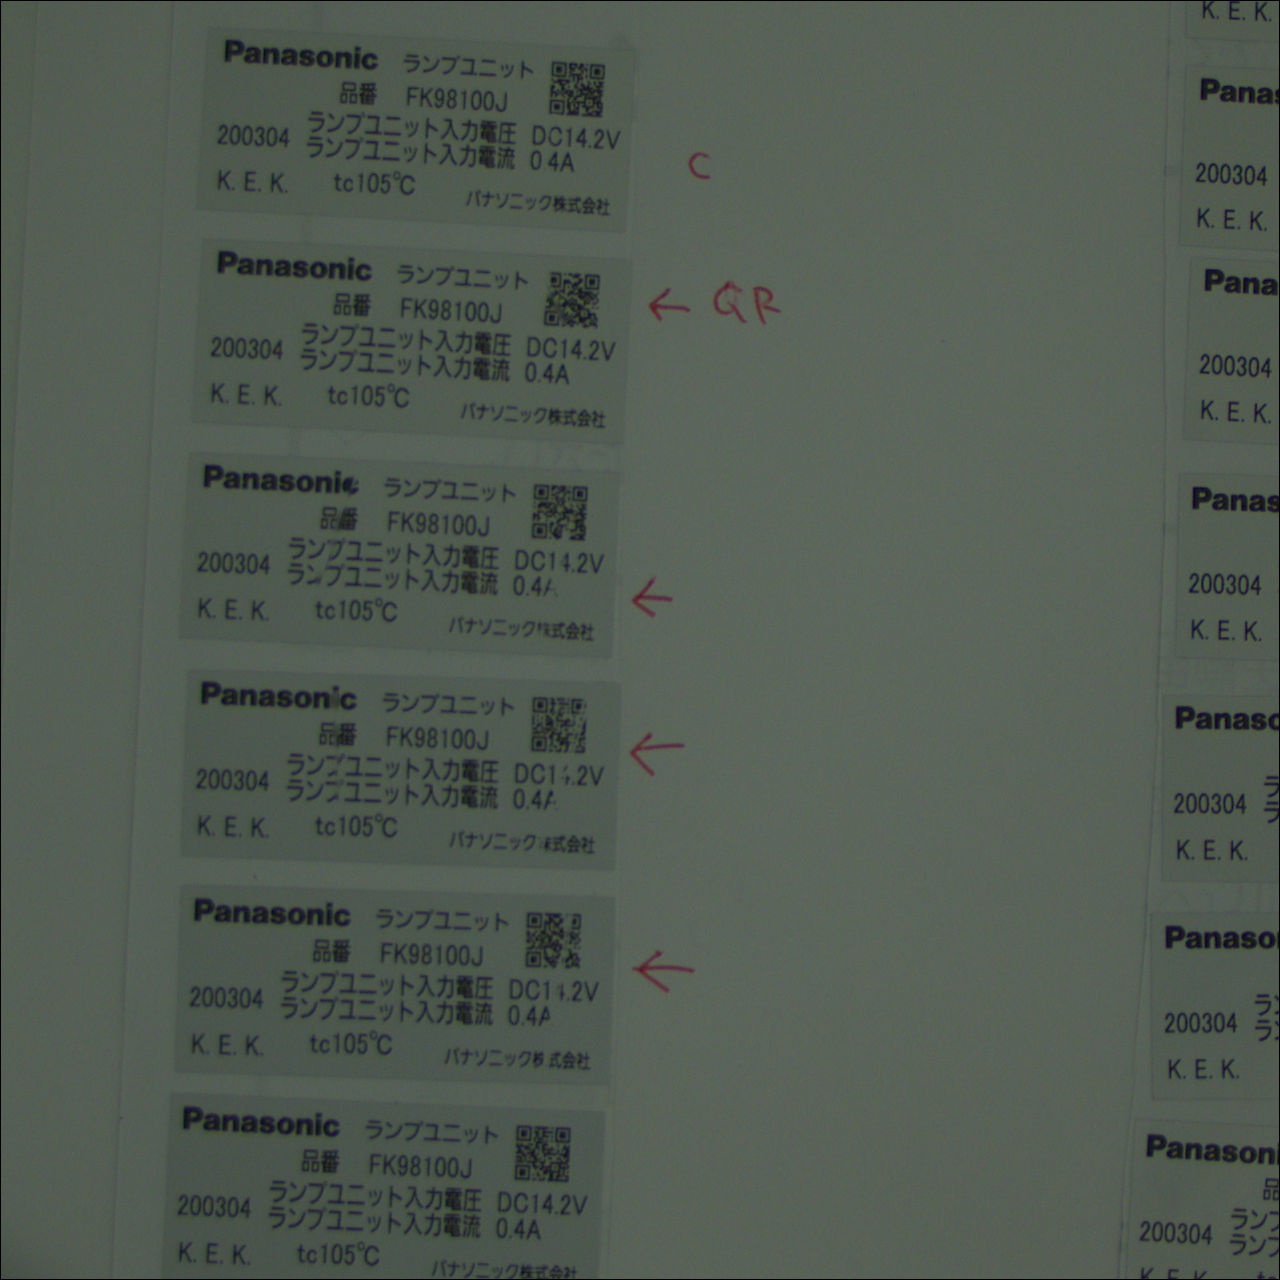 Panasonic ランプユニット
品番 FK98100J
200304 ランプユニット入力電圧 DC14.2V
ランプユニット入力電流 0 4A
K. E. K. tc105℃ パナソニック株式会社
C
Panasonic ランプユニット
品番 FK98100J
← QR
200304 ランプユニット入力電圧 DC14.2V
ランプユニット入力電流 0.4A
K. E. K. tc105℃ パナソニック株式会社
Panasonic ランプユニット
品番 FK98100J
200304 ランプユニット入力電圧 DC14.2V
ランプユニット入力電流 0.4A
←
K. E. K. tc105℃ パナソニック株式会社
Panasonic ランプユニット
品番 FK98100J
←
200304 ランプユニット入力電圧 DC14.2V
ランプユニット入力電流 0.4A
K. E. K. tc105℃ パナソニック株式会社
Panasonic ランプユニット
品番 FK98100J
←
200304 ランプユニット入力電圧 DC14.2V
ランプユニット入力電流 0.4A
K. E. K. tc105℃ パナソニック株式会社
Panasonic ランプユニット
品番 FK98100J
200304 ランプユニット入力電圧 DC14.2V
ランプユニット入力電流 0.4A
K. E. K. tc105℃ パナソニック株式会社
K. E. K.
Panas
200304
K. E. K.
Pana
200304
K. E. K.
Panas
200304
K. E. K.
Panaso
200304 ラ
ラ
K. E. K.
Panaso
200304 ラン
ラン
K. E. K.
Panason
品
200304 ランプ
ランプ
K. E. K.